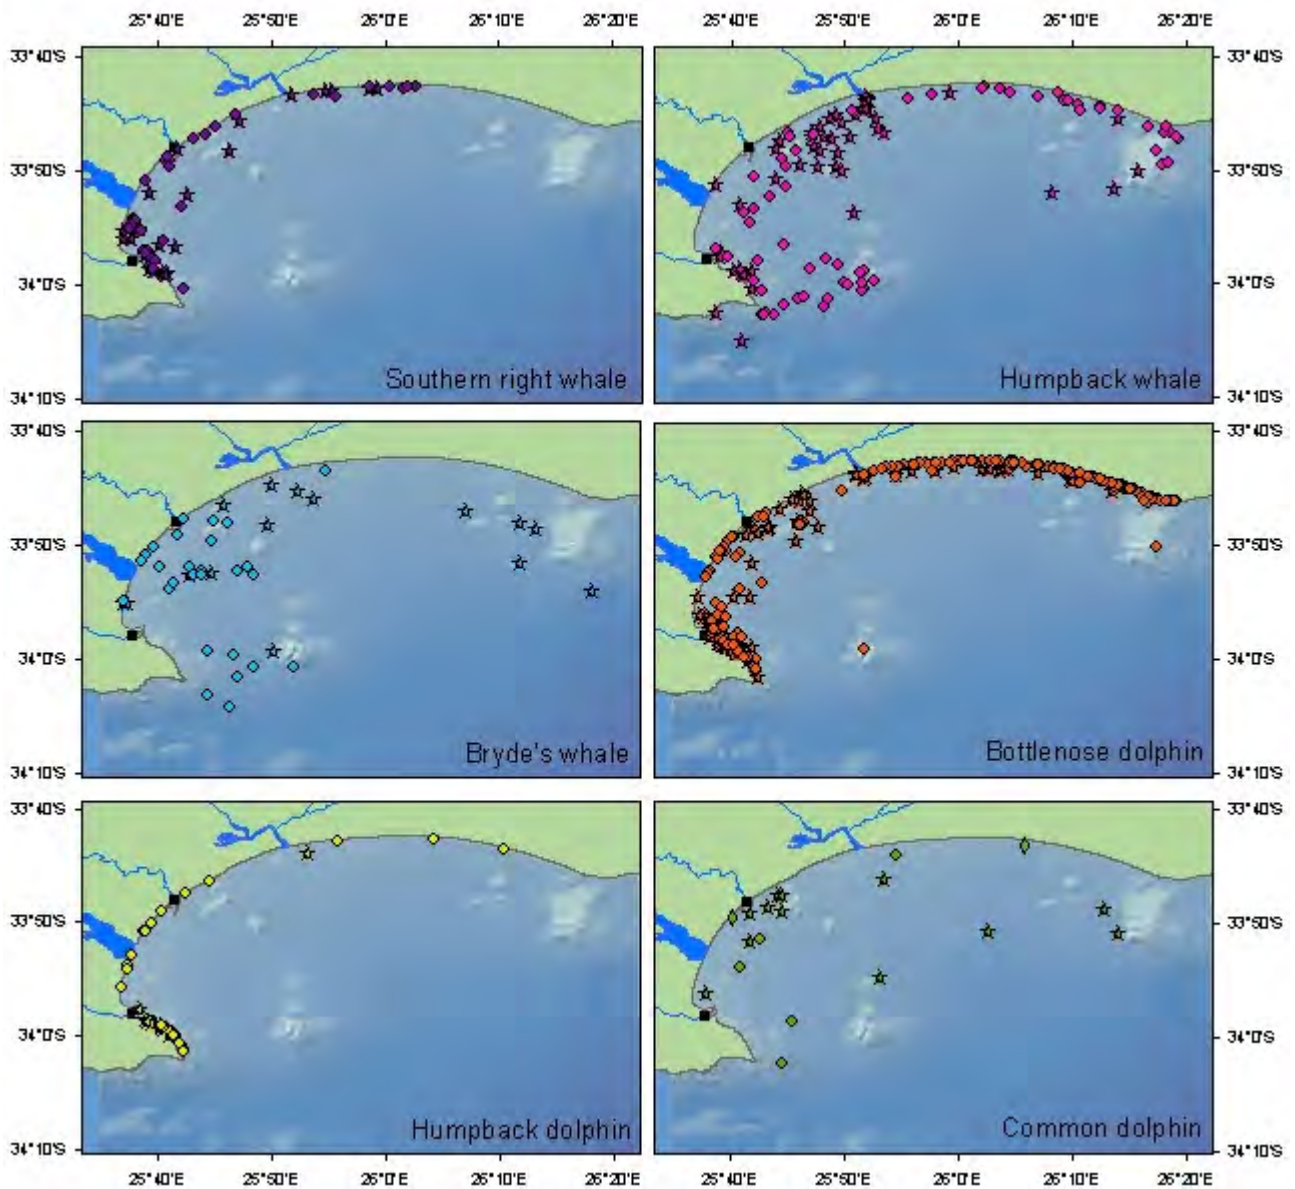 25°40'E 25°50'E 26°0'E 26°10'E 26°20'E 25°40'E 25°50'E 26°0'E 26°10'E 26°20'E
33°40'S 33°40'S
33°50'S 33°50'S
34°0'S 34°0'S
Southern right whale Humpback whale
34°10'S 34°10'S
33°40'S 33°40'S
33°50'S 33°50'S
34°0'S 34°0'S
Bryde's whale Bottlenose dolphin
34°10'S 34°10'S
33°40'S 33°40'S
33°50'S 33°50'S
34°0'S 34°0'S
Humpback dolphin Common dolphin
34°10'S 34°10'S
25°40'E 25°50'E 26°0'E 26°10'E 26°20'E 25°40'E 25°50'E 26°0'E 26°10'E 26°20'E